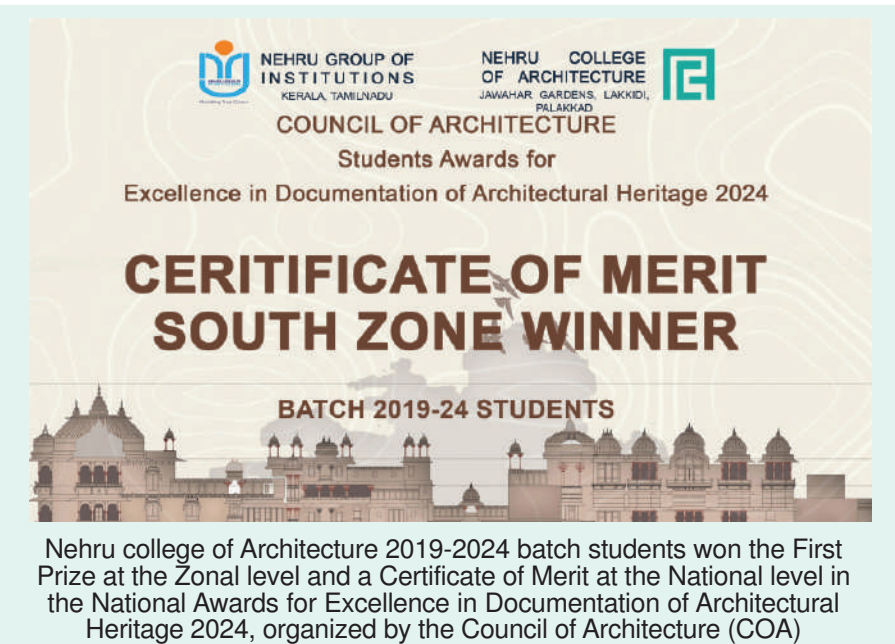 NEHRU GROUP OF
INSTITUTIONS
KERALA, TAMILNADU
NEHRU COLLEGE
OF ARCHITECTURE
JAWAHAR GARDENS, LAKKIDI,
PALAKKAD
COUNCIL OF ARCHITECTURE
Students Awards for
Excellence in Documentation of Architectural Heritage 2024
CERITIFICATE OF MERIT
SOUTH ZONE WINNER
BATCH 2019-24 STUDENTS
Nehru college of Architecture 2019-2024 batch students won the First
Prize at the Zonal level and a Certificate of Merit at the National level in
the National Awards for Excellence in Documentation of Architectural
Heritage 2024, organized by the Council of Architecture (COA)